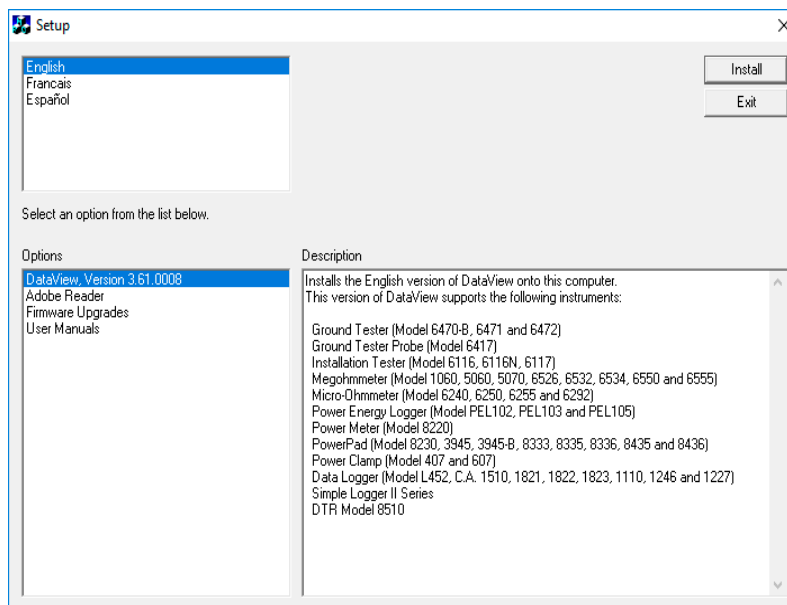 Setup
English
Francais
Español
Install
Exit
Select an option from the list below.
Options
DataView, Version 3.61.0008
Adobe Reader
Firmware Upgrades
User Manuals
Description
Installs the English version of DataView onto this computer.
This version of DataView supports the following instruments:
Ground Tester (Model 6470-B, 6471 and 6472)
Ground Tester Probe (Model 6417)
Installation Tester (Model 6116, 6116N, 6117)
Megohmmeter (Model 1060, 5060, 5070, 6526, 6532, 6534, 6550 and 6555)
Micro-Ohmmeter (Model 6240, 6250, 6255 and 6292)
Power Energy Logger (Model PEL102, PEL103 and PEL105)
Power Meter (Model 8220)
PowerPad (Model 8230, 3945, 3945-B, 8333, 8335, 8336, 8435 and 8436)
Power Clamp (Model 407 and 607)
Data Logger (Model L452, C.A. 1510, 1821, 1822, 1823, 1110, 1246 and 1227)
Simple Logger II Series
DTR Model 8510